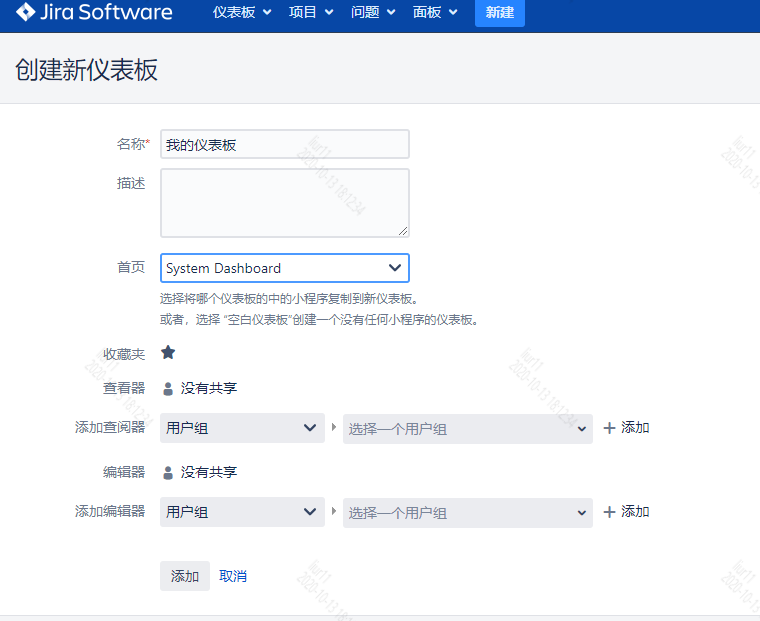 Jira Software 仪表板 项目 问题 面板 新建
创建新仪表板
名称* 我的仪表板
描述
首页 System Dashboard
选择将哪个仪表板的中的小程序复制到新仪表板。
或者，选择 “空白仪表板”创建一个没有任何小程序的仪表板。
收藏夹
查看器 没有共享
添加查阅器 用户组 选择一个用户组 添加
编辑器 没有共享
添加编辑器 用户组 选择一个用户组 添加
添加 取消